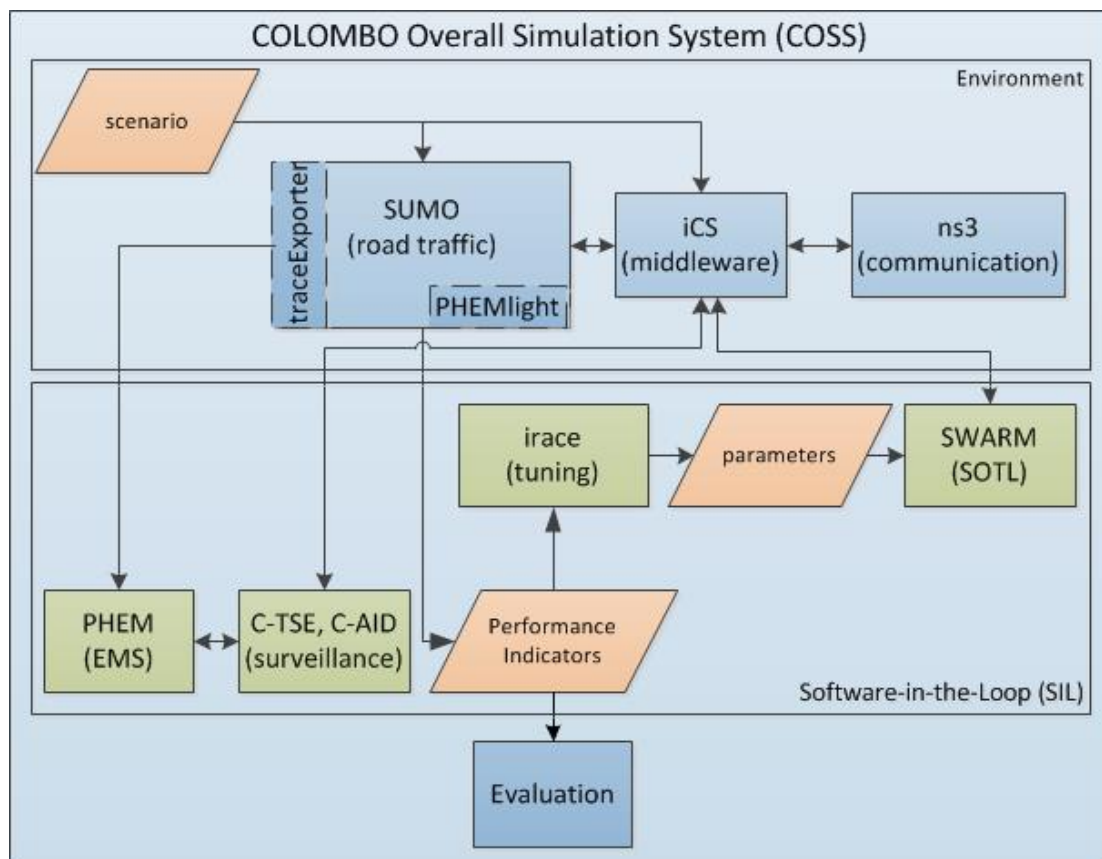 COLOMBO Overall Simulation System (COSS)
Environment
scenario
traceExporter
SUMO
(road traffic)
PHEMlight
iCS
(middleware)
ns3
(communication)
irace
(tuning)
parameters
SWARM
(SOTL)
PHEM
(EMS)
C-TSE, C-AID
(surveillance)
Performance
Indicators
Software-in-the-Loop (SIL)
Evaluation